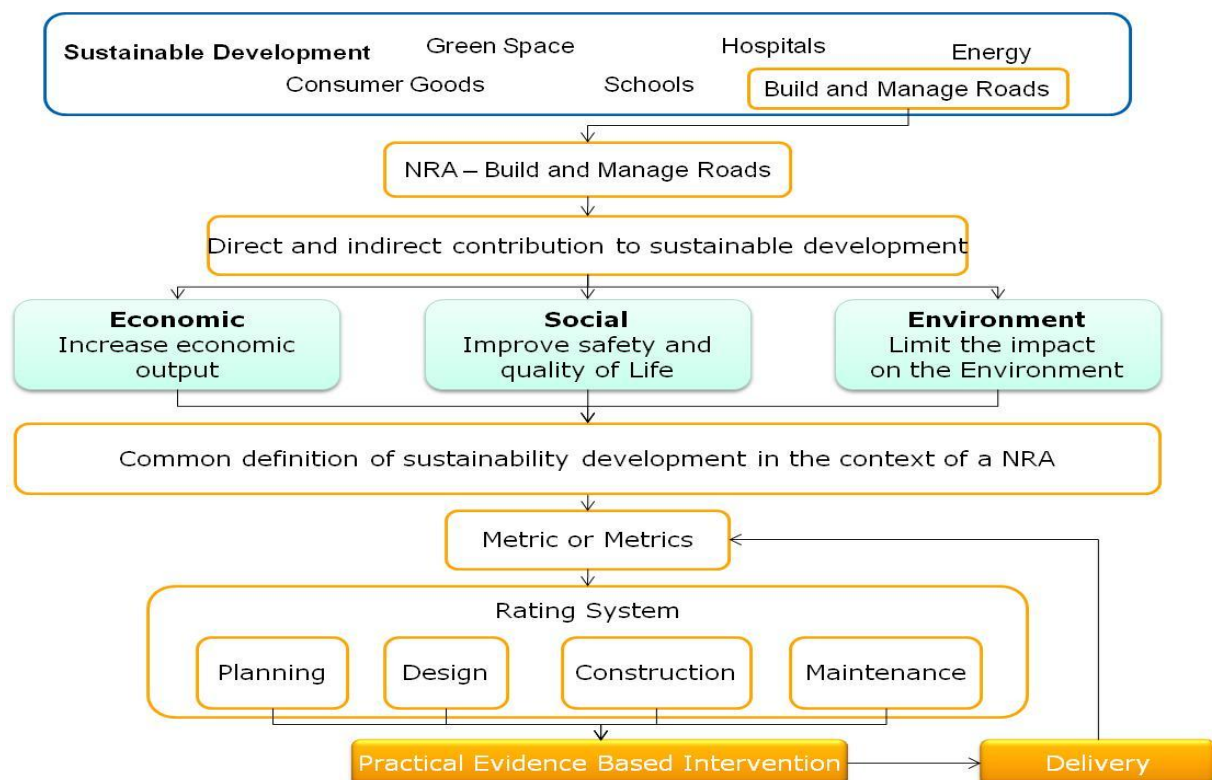 Sustainable Development
Green Space
Hospitals
Energy
Consumer Goods
Schools
Build and Manage Roads
NRA – Build and Manage Roads
Direct and indirect contribution to sustainable development
Economic
Increase economic
output
Social
Improve safety and
quality of Life
Environment
Limit the impact
on the Environment
Common definition of sustainability development in the context of a NRA
Metric or Metrics
Rating System
Planning
Design
Construction
Maintenance
Practical Evidence Based Intervention
Delivery